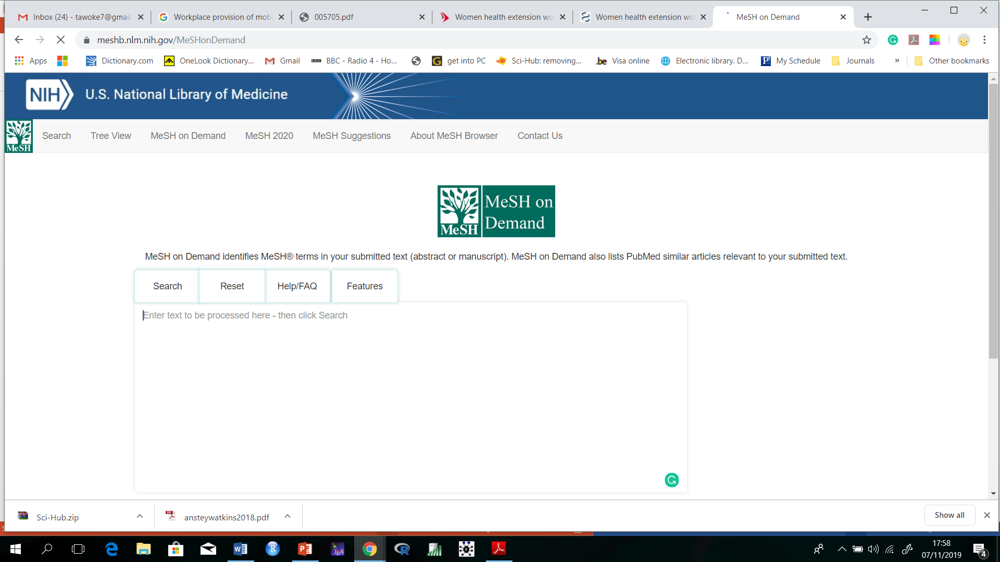 Inbox (24) - tawoke7@gmail. Workplace provision of mobi 005705.pdf Women health extension wo Women health extension wo MeSH on Demand
meshb.nlm.nih.gov/MeSHonDemand
Apps Dictionary.com OneLook Dictionary... Gmail BBC BBC - Radio 4 - Ho... get into PC Sci-Hub: removing... .be Visa online Electronic library. D... My Schedule Journals » Other bookmarks
NIH U.S. National Library of Medicine
MeSH Search Tree View MeSH on Demand MeSH 2020 MeSH Suggestions About MeSH Browser Contact Us
MeSH MeSH on
Demand
MeSH on Demand identifies MeSH® terms in your submitted text (abstract or manuscript). MeSH on Demand also lists PubMed similar articles relevant to your submitted text.
Search Reset Help/FAQ Features
Enter text to be processed here - then click Search
Sci-Hub.zip ansteywatkins2018.pdf Show all
17:58
07/11/2019
4